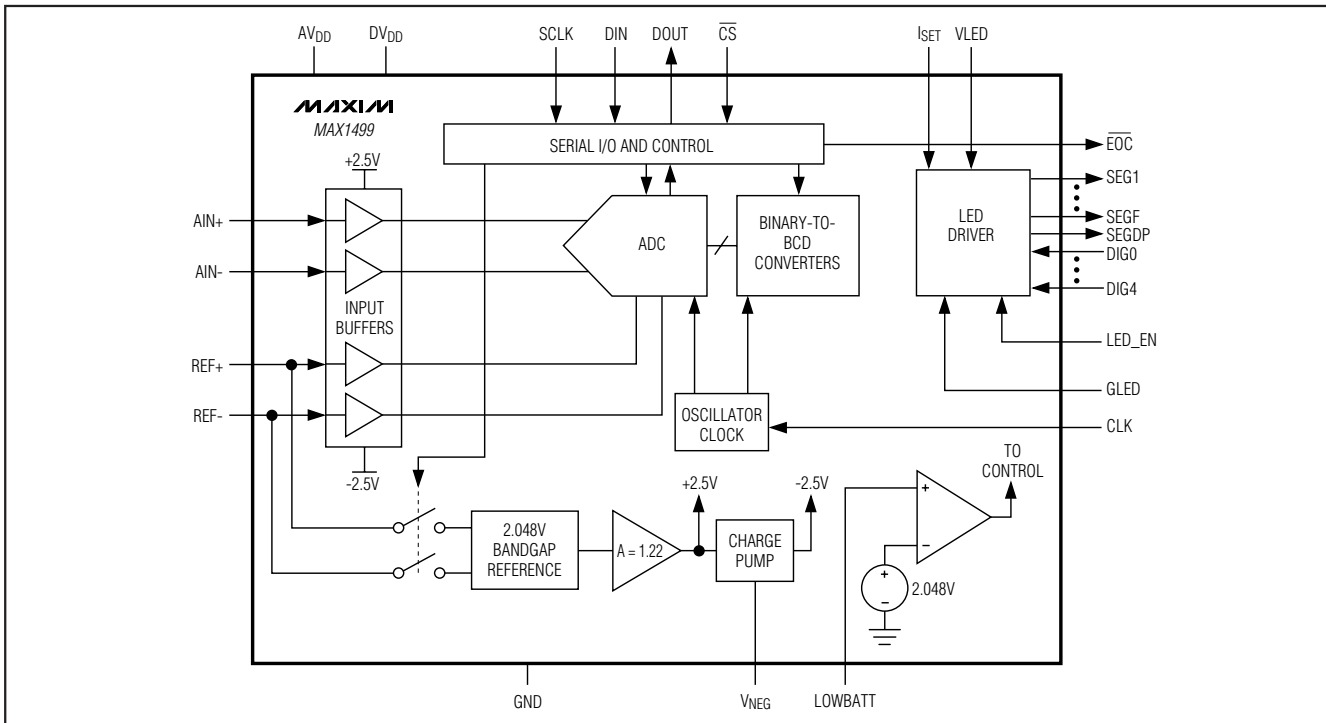 AVDD DVDD SCLK DIN DOUT C̅S̅ ISET VLED
MAXIM
MAX1499
SERIAL I/O AND CONTROL
E̅O̅C̅
+2.5V
AIN+
AIN-
INPUT
BUFFERS
REF+
REF-
-2.5V
ADC
BINARY-TO-
BCD
CONVERTERS
LED
DRIVER
SEG1
SEGF
SEGDP
DIG0
DIG4
LED_EN
GLED
CLK
OSCILLATOR
CLOCK
TO
CONTROL
+2.5V
-2.5V
2.048V
BANDGAP
REFERENCE
A = 1.22
CHARGE
PUMP
+
−
+
−
2.048V
GND
VNEG
LOWBATT